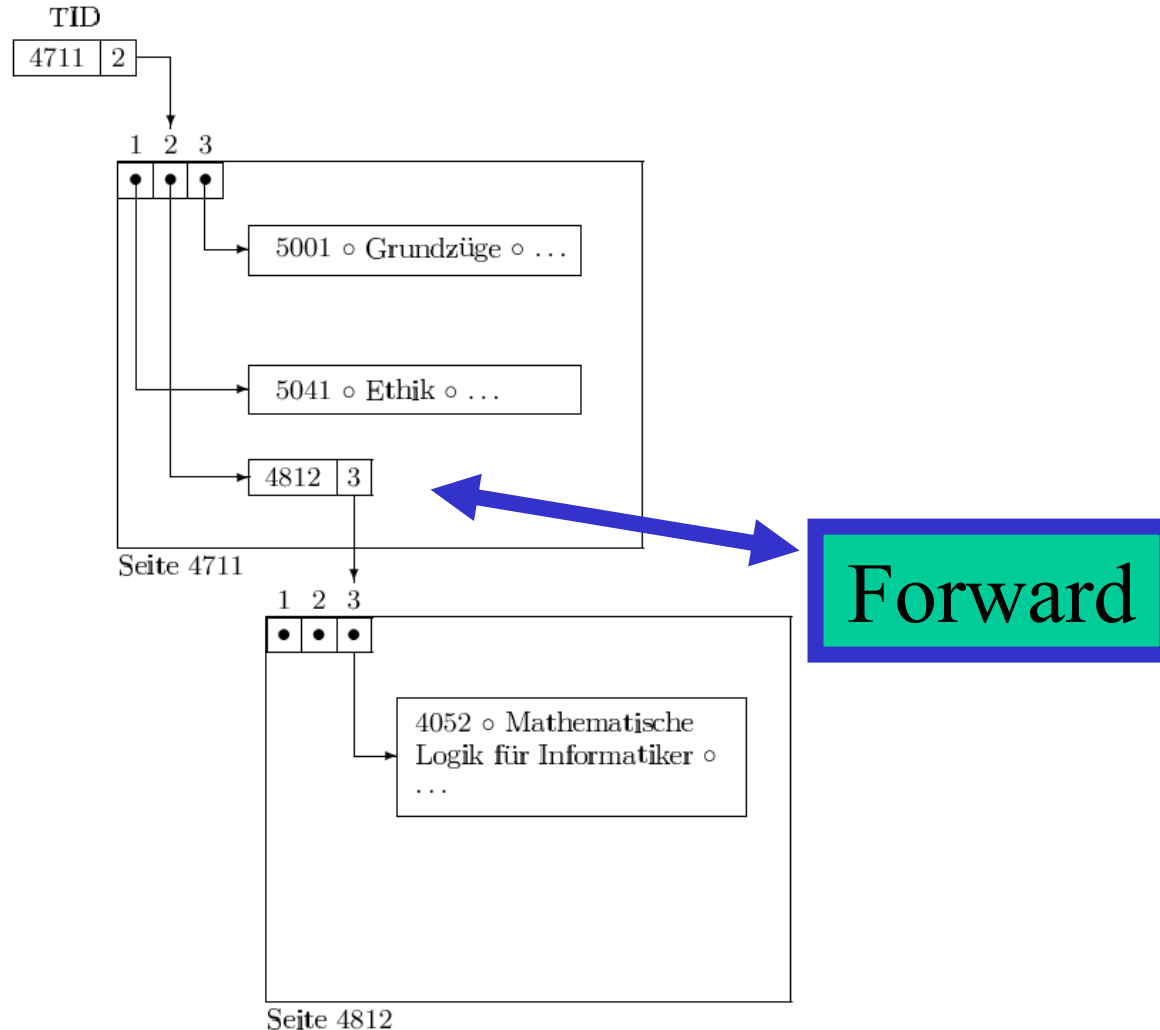 TID
4711 2
1 2 3
5001 ∘ Grundzüge ∘ ...
5041 ∘ Ethik ∘ ...
4812 3
Seite 4711
Forward
1 2 3
4052 ∘ Mathematische
Logik für Informatiker ∘
...
Seite 4812